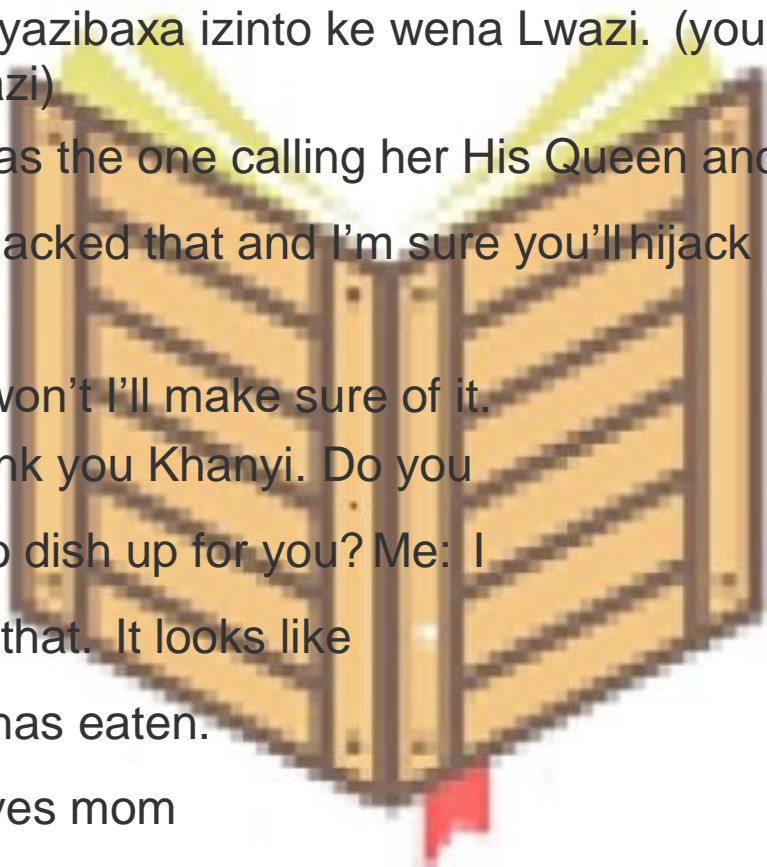 yazibaxa izinto ke wena Lwazi. (you
azi)
as the one calling her His Queen and
acked that and I’m sure you’ll hijack
won’t I’ll make sure of it.
nk you Khanyi. Do you
o dish up for you? Me: I
that. It looks like
has eaten.
yes mom